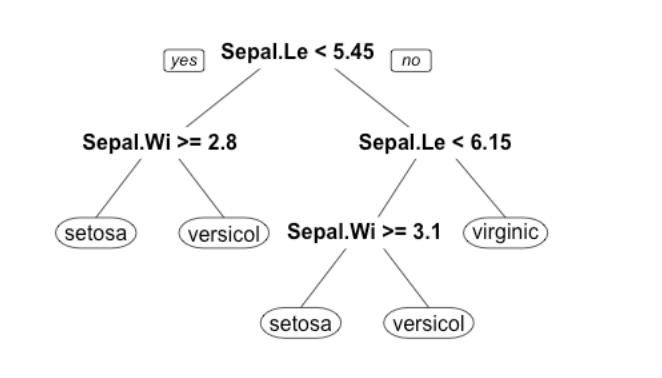 yes Sepal.Le < 5.45 no
Sepal.Wi >= 2.8 Sepal.Le < 6.15
setosa versicol Sepal.Wi >= 3.1 virginic
setosa versicol